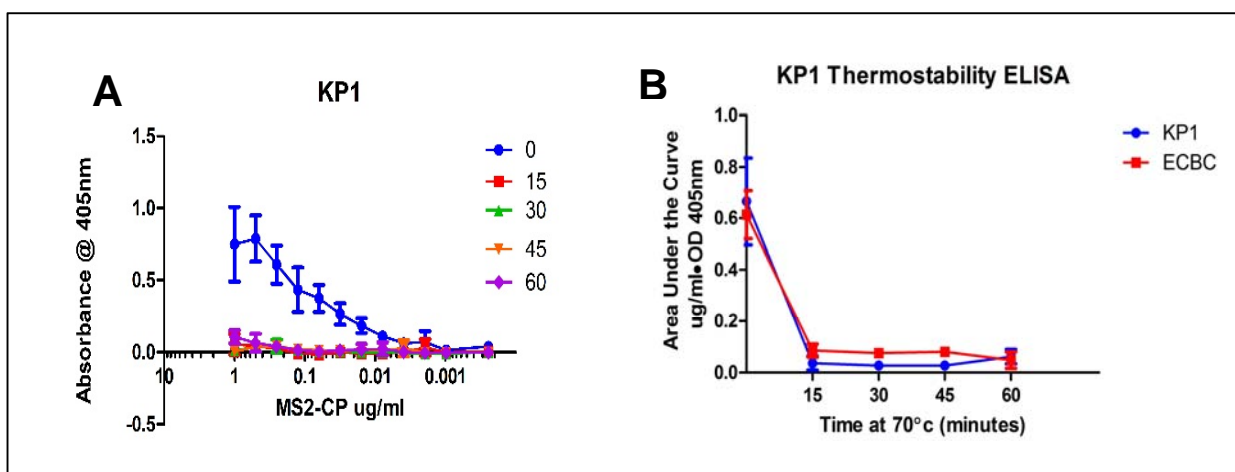 A
KP1
Absorbance @ 405nm
1.5
1.0
0.5
0.0
-0.5
10
1
0.1
0.01
0.001
MS2-CP ug/ml
0
15
30
45
60
B
KP1 Thermostability ELISA
Area Under the Curve
ug/ml•OD 405nm
1.0
0.8
0.6
0.4
0.2
0.0
15
30
45
60
Time at 70°c (minutes)
KP1
ECBC